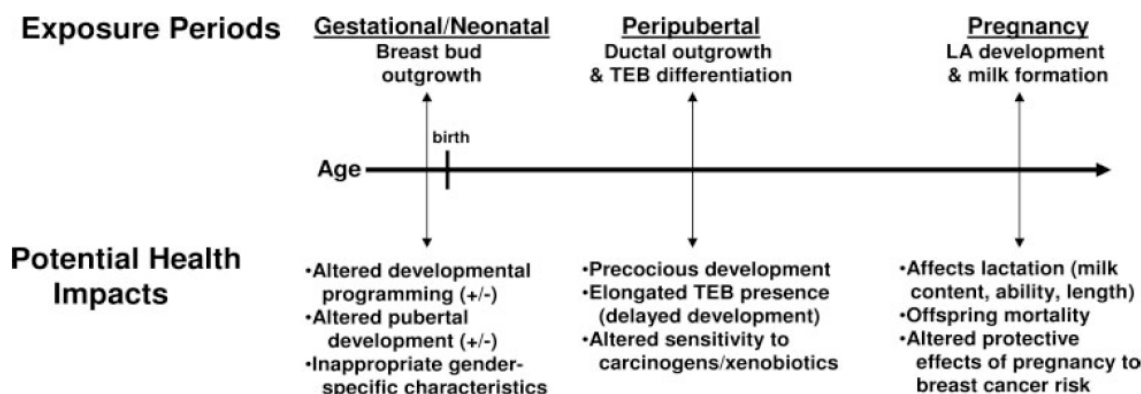 Exposure Periods
Gestational/Neonatal
Breast bud
outgrowth
Peripubertal
Ductal outgrowth
& TEB differentiation
Pregnancy
LA development
& milk formation
birth
Age
Potential Health
Impacts
•Altered developmental
programming (+/-)
•Altered pubertal
development (+/-)
•Inappropriate gender-
specific characteristics
•Precocious development
•Elongated TEB presence
(delayed development)
•Altered sensitivity to
carcinogens/xenobiotics
•Affects lactation (milk
content, ability, length)
•Offspring mortality
•Altered protective
effects of pregnancy to
breast cancer risk